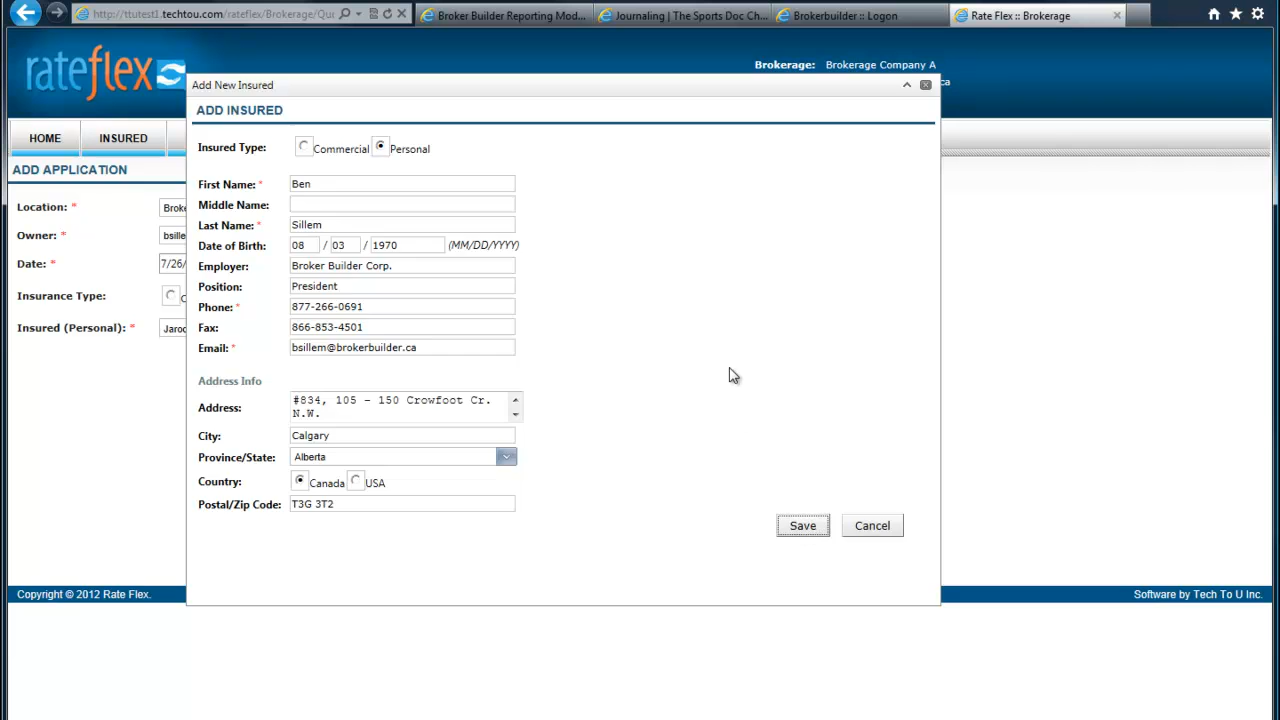 http://ttutest1.techtou.com/rateflex/Brokerage/Quo
Broker Builder Reporting Mod...
Journaling | The Sports Doc Ch...
Brokerbuilder :: Logon
Rate Flex :: Brokerage
rateflex
Brokerage: Brokerage Company A
ca
Add New Insured
HOME
INSURED
ADD INSURED
Insured Type: Commercial Personal
ADD APPLICATION
Location: *
Owner: * bsille
Date: * 7/26/
Insurance Type: C
Insured (Personal): *
First Name: * Ben
Middle Name:
Last Name: * Sillem
Date of Birth: 08 / 03 / 1970 (MM/DD/YYYY)
Employer: Broker Builder Corp.
Position: President
Phone: * 877-266-0691
Fax: 866-853-4501
Email: * bsillem@brokerbuilder.ca
Address Info
Address: #834, 105 - 150 Crowfoot Cr.
N.W.
City: Calgary
Province/State: Alberta
Country: Canada USA
Postal/Zip Code: T3G 3T2
Save Cancel
Copyright © 2012 Rate Flex.
Software by Tech To U Inc.